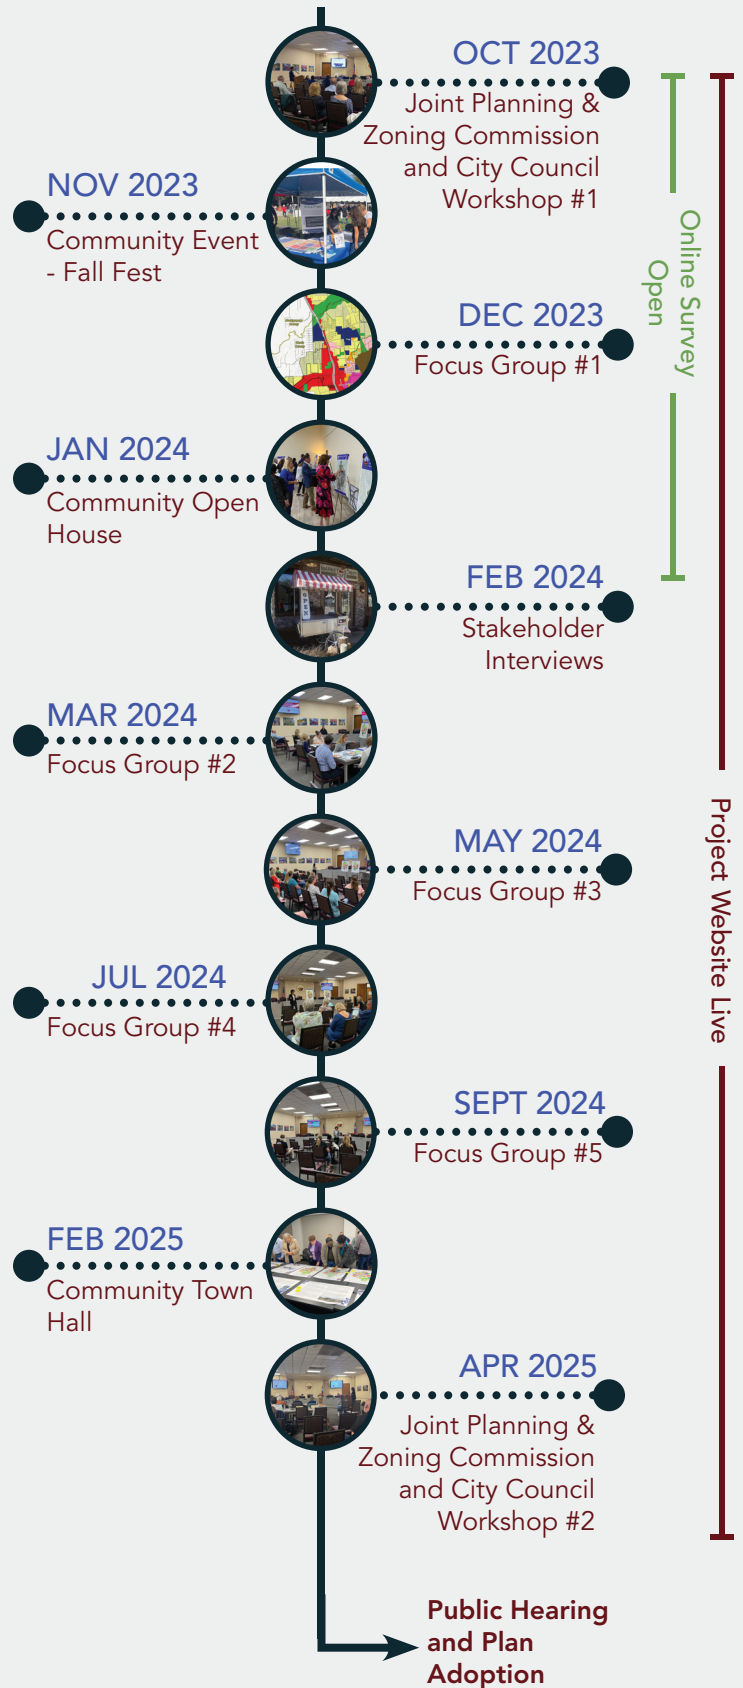 OCT 2023
Joint Planning &
Zoning Commission
and City Council
Workshop #1
NOV 2023
Community Event
- Fall Fest
DEC 2023
Focus Group #1
JAN 2024
Community Open
House
FEB 2024
Stakeholder
Interviews
MAR 2024
Focus Group #2
MAY 2024
Focus Group #3
JUL 2024
Focus Group #4
SEPT 2024
Focus Group #5
FEB 2025
Community Town
Hall
APR 2025
Joint Planning &
Zoning Commission
and City Council
Workshop #2
Public Hearing
and Plan
Adoption
Online Survey
Open
Project Website Live
OPEN